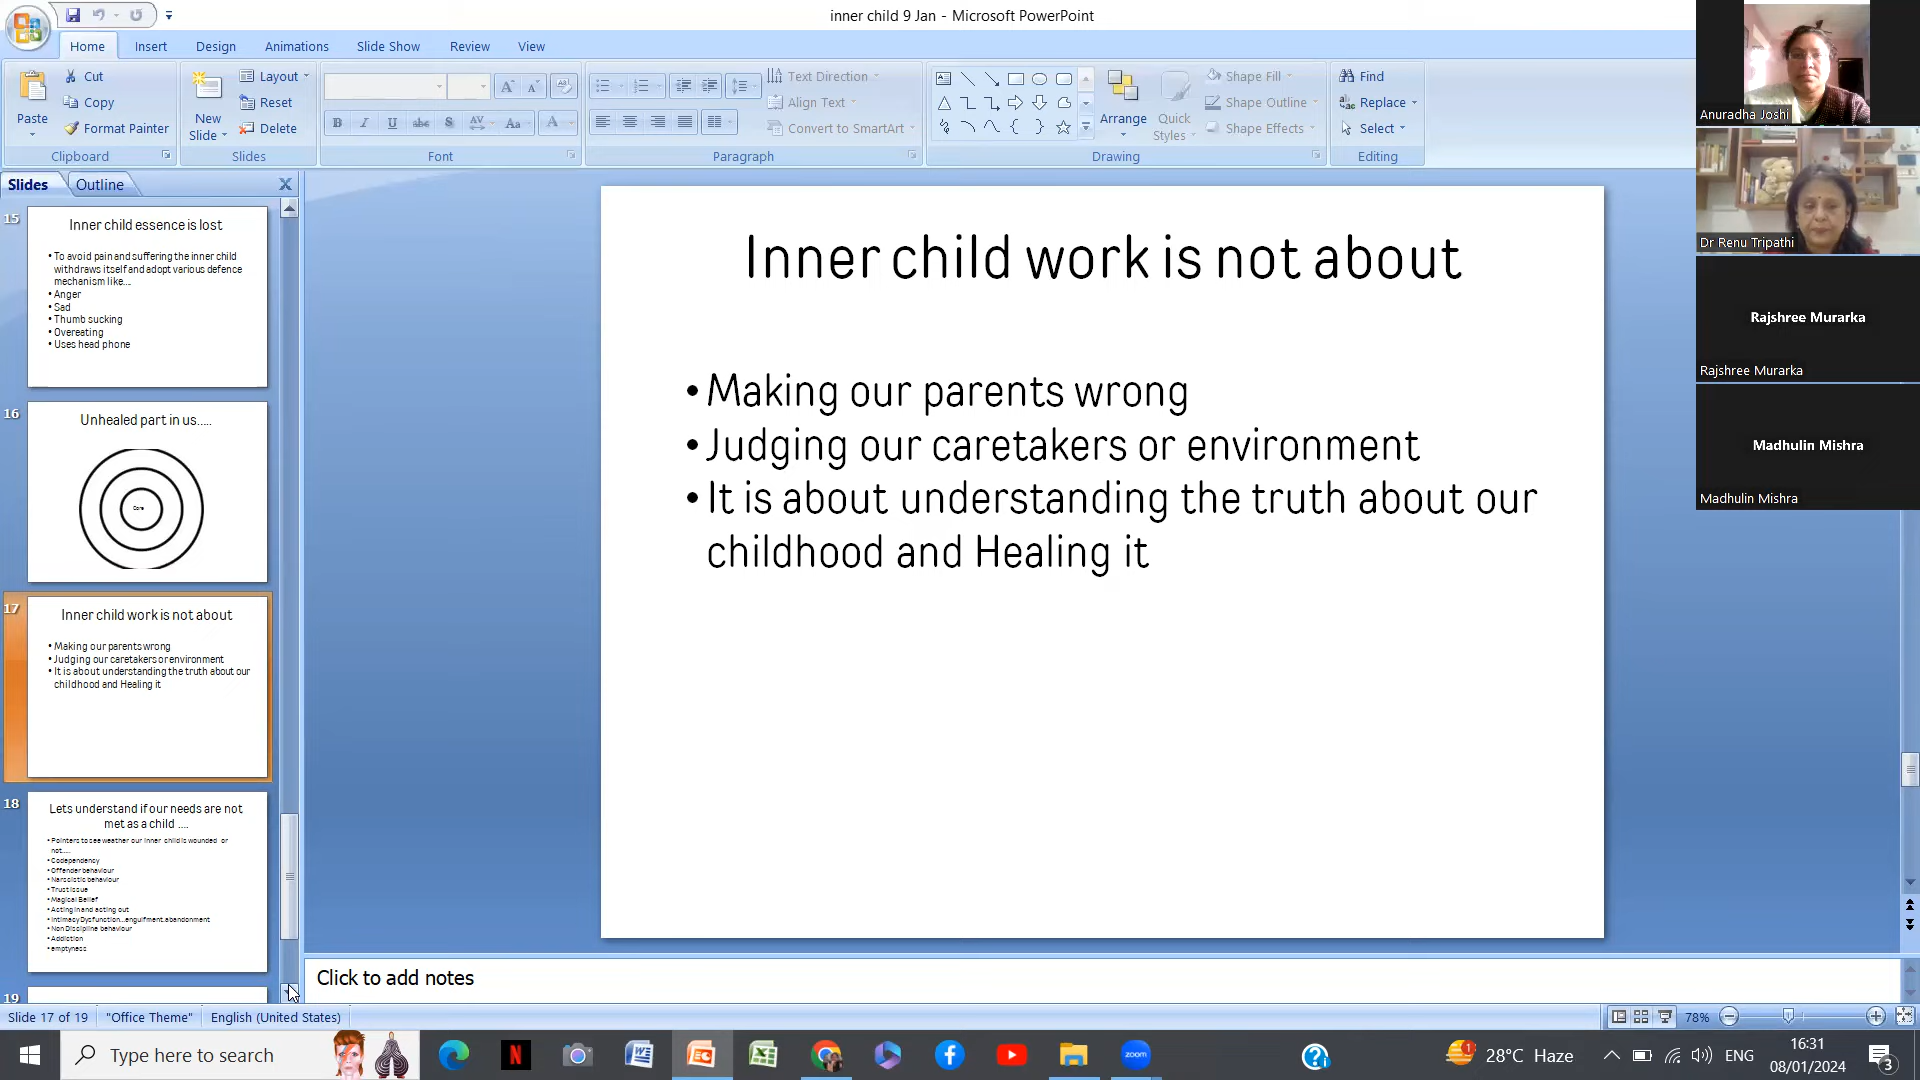 inner child 9 Jan - Microsoft PowerPoint
Home Insert Design Animations Slide Show Review View
Paste
Cut
Copy
Format Painter
Clipboard
New Slide
Layout
Reset
Delete
Slides
B I U abe S AV Aa A
Font
Text Direction
Align Text
Convert to SmartArt
Paragraph
Arrange
Quick Styles
Shape Fill
Shape Outline
Shape Effects
Drawing
Find
Replace
Select
Editing
Slides Outline
15
Inner child essence is lost
• To avoid pain and suffering the inner child
withdraws itself and adopt various defence
mechanism like....
• Anger
• Sad
• Thumb sucking
• Overeating
• Uses head phone
16
Unhealed part in us.....
Core
17
Inner child work is not about
• Making our parents wrong
• Judging our caretakers or environment
• It is about understanding the truth about our
childhood and Healing it
18
Lets understand if our needs are not
met as a child ....
• Pointers to see weather our inner child is wounded or
not.....
• Codependency
• Offender behaviour
• Narscistic behaviour
• Trust issue
• Magical Belief
• Acting in and acting out
• Intimacy Dysfunction...engulfment.abandonment
• Non Discipline behaviour
• Addiction
• emptyness
19
Inner child work is not about
• Making our parents wrong
• Judging our caretakers or environment
• It is about understanding the truth about our
childhood and Healing it
Click to add notes
Anuradha Joshi
Dr Renu Tripathi
Rajshree Murarka
Rajshree Murarka
Madhulin Mishra
Madhulin Mishra
Slide 17 of 19 "Office Theme" English (United States) 78%
Type here to search
zoom
1
28°C Haze
ENG
16:31
08/01/2024
3